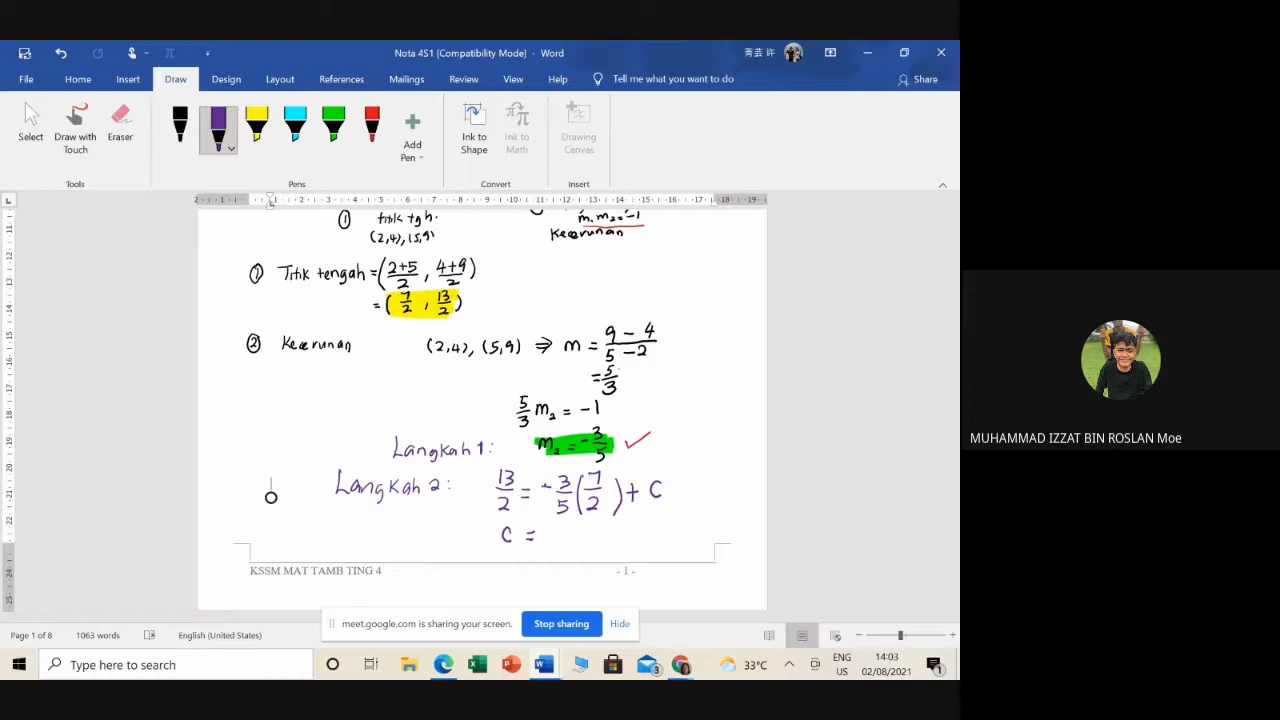 Nota 4S1 [Compatibility Mode] - Word
菁芸 许
File Home Insert Draw Design Layout References Mailings Review View Help Tell me what you want to do Share
Select Draw with Touch Eraser Add Pen Ink to Shape Ink to Math Drawing Canvas
Tools Pens Convert Insert
① titik tgh.
(2,4), (5,9)
m, m₂ = -1
Kecerunan
① Titik tengah = (2+5/2 , 4+9/2)
= (7/2 , 13/2)
② Kecerunan (2,4), (5,9) ⇒ m = 9 - 4/5 - 2
= 5/3
5/3 m₂ = -1
Langkah 1: m₂ = -3/5 ✓
Langkah 2: 13/2 = -3/5 (7/2) + C
C =
KSSM MAT TAMB TING 4 - 1 -
meet.google.com is sharing your screen. Stop sharing Hide
Page 1 of 8 1063 words English (United States)
Type here to search 3 33°C ENG US 14:03 02/08/2021 1
MUHAMMAD IZZAT BIN ROSLAN Moe